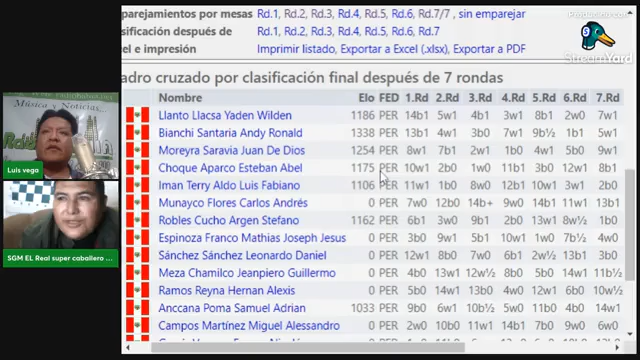 parejamientos por mesas Rd.1, Rd.2, Rd.3, Rd.4, Rd.5, Rd.6, Rd.7/7 , sin emparejar
sificación después de Rd.1, Rd.2, Rd.3, Rd.4, Rd.5, Rd.6, Rd.7
el e impresión Imprimir listado, Exportar a Excel (.xlsx), Exportar a PDF
StreamYard
adro cruzado por clasificación final después de 7 rondas
Nombre Elo FED 1.Rd 2.Rd 3.Rd 4.Rd 5.Rd 6.Rd 7.Rd
Llanto Llacsa Yaden Wilden 1186 PER 14b1 5w1 4b1 3w1 8b1 2w0 7w1
Bianchi Santaria Andy Ronald 1338 PER 13b1 4w1 3b0 7w1 9b½ 1b1 5w1
Moreyra Saravia Juan De Dios 1254 PER 8w1 7b1 2w1 1b0 4w1 5w0 9w1
Choque Aparco Esteban Abel 1175 PER 10w1 2b0 1w0 11b1 3b0 12w1 8b1
Iman Terry Aldo Luis Fabiano 1106 PER 11w1 1b0 8w0 12b1 10w1 3w1 2b0
Munayco Flores Carlos Andrés 0 PER 7w0 12b0 14b+ 9w0 14b1 11w1 13b1
Robles Cucho Argen Stefano 1162 PER 6b1 3w0 9b1 2b0 13w1 8w½ 1b0
Espinoza Franco Mathias Joseph Jesus 0 PER 3b0 9w1 5b1 10w1 1w0 7b½ 4w0
Sánchez Sánchez Leonardo Daniel 0 PER 12w1 8b0 7w0 6b1 2w½ 13b1 3b0
Meza Chamilco Jeanpiero Guillermo 0 PER 4b0 13w1 12w½ 8b0 5b0 14w1 11b½
Ramos Reyna Hernan Alexis 0 PER 5b0 14w1 13b0 4w0 12w1 6b0 10w½
Anccana Poma Samuel Adrian 1033 PER 9b0 6w1 10b½ 5w0 11b0 4b0 14w1
Campos Martínez Miguel Alessandro 0 PER 2w0 10b0 11w1 14b1 7b0 9w0 6w0
Música y Noticias...
Luis vega
SGM EL Real super caballero